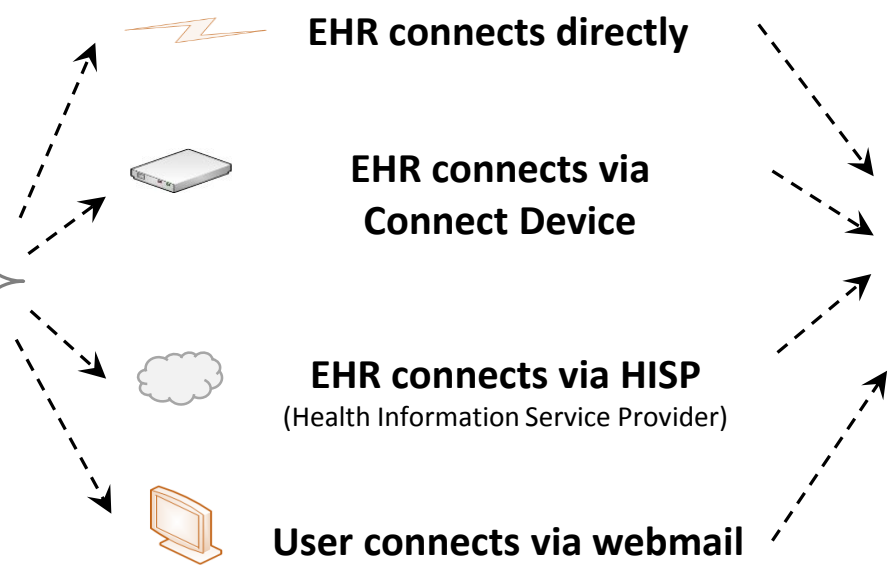 EHR connects directly
EHR connects via
Connect Device
EHR connects via HISP
(Health Information Service Provider)
User connects via webmail